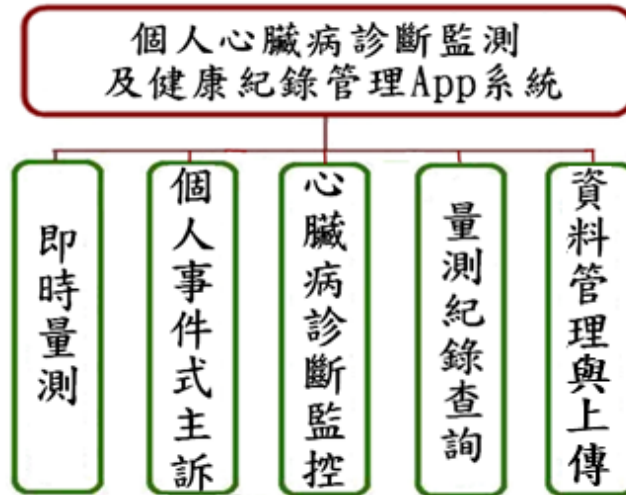 個人心臟病診斷監測
及健康紀錄管理App系統
即時量測
個人事件式主訴
心臟病診斷監控
量測紀錄查詢
資料管理與上傳